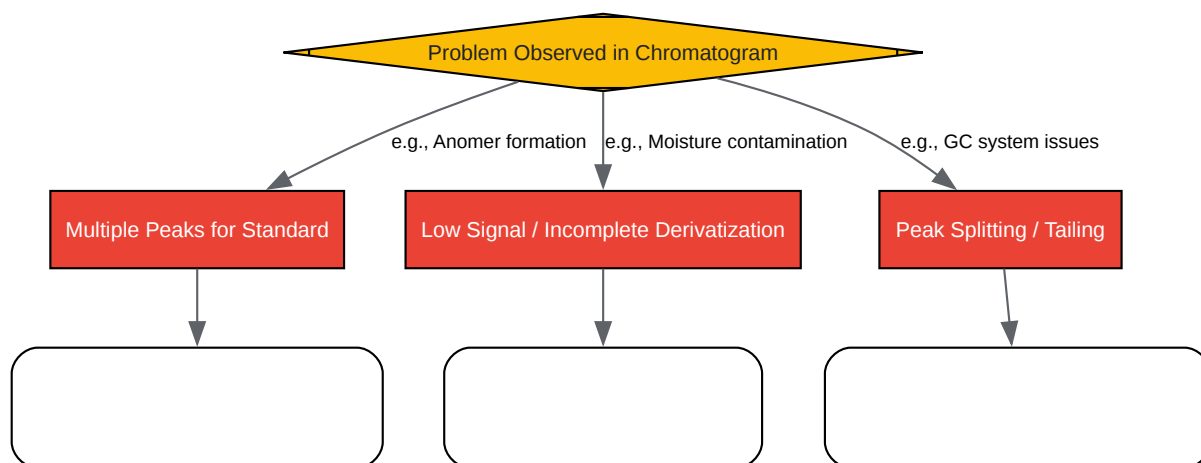 Problem Observed in Chromatogram
e.g., Anomer formation
e.g., Moisture contamination
e.g., GC system issues
Multiple Peaks for Standard
Low Signal / Incomplete Derivatization
Peak Splitting / Tailing